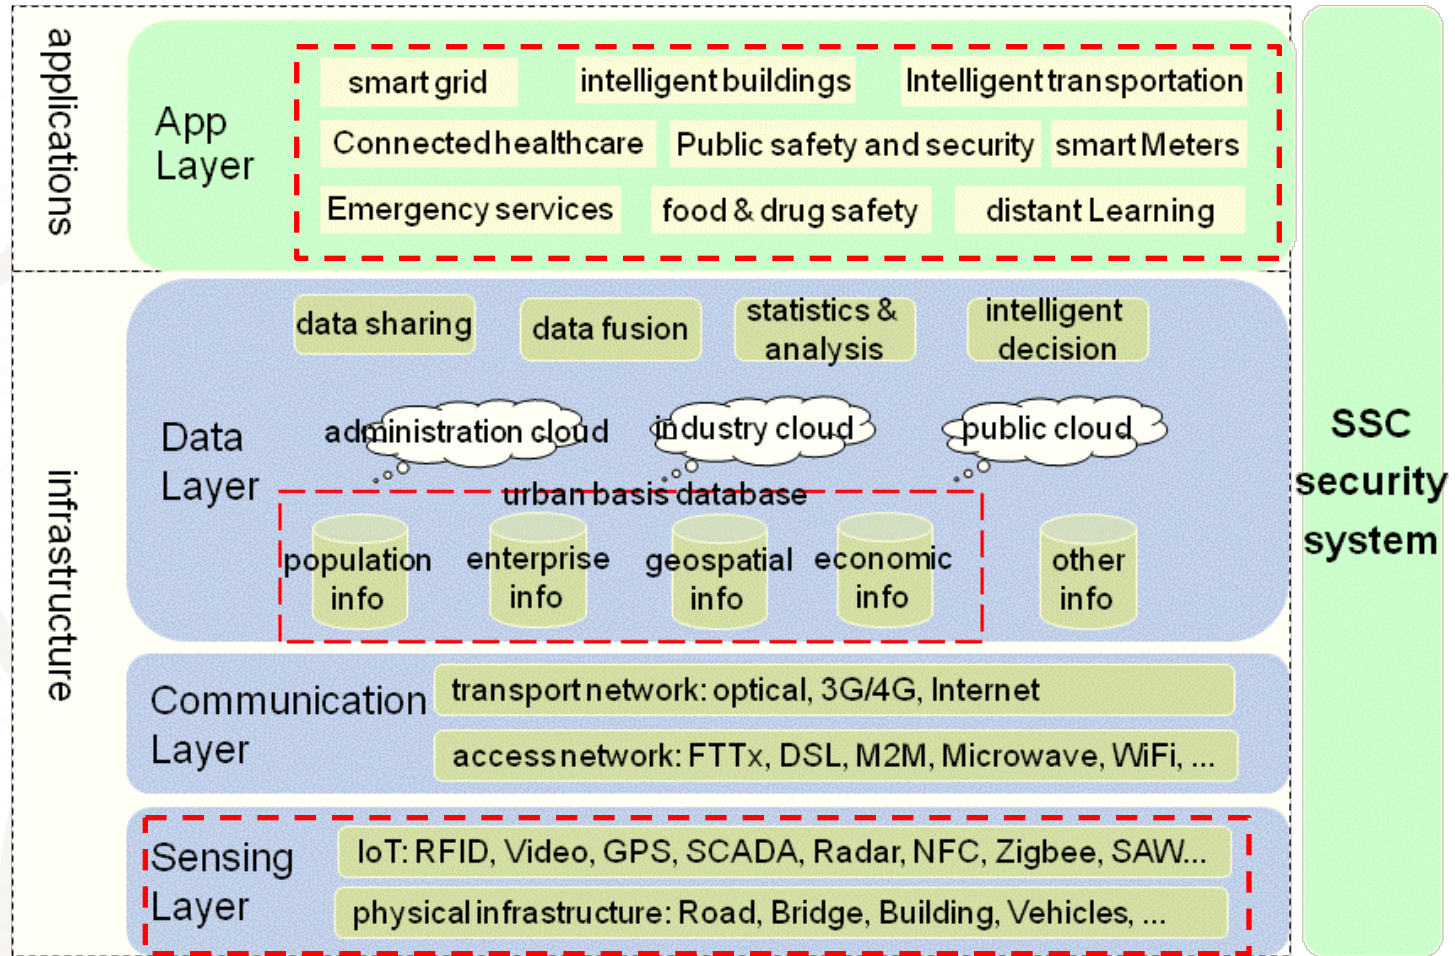 applications
App
Layer
smart grid
intelligent buildings
Intelligent transportation
Connected healthcare
Public safety and security
smart Meters
Emergency services
food & drug safety
distant Learning
infrastructure
Data
Layer
data sharing
data fusion
statistics &
analysis
intelligent
decision
administration cloud
industry cloud
public cloud
urban basis database
population
info
enterprise
info
geospatial
info
economic
info
other
info
Communication
Layer
transport network: optical, 3G/4G, Internet
access network: FTTx, DSL, M2M, Microwave, WiFi, ...
Sensing
Layer
IoT: RFID, Video, GPS, SCADA, Radar, NFC, Zigbee, SAW...
physical infrastructure: Road, Bridge, Building, Vehicles, ...
SSC
security
system